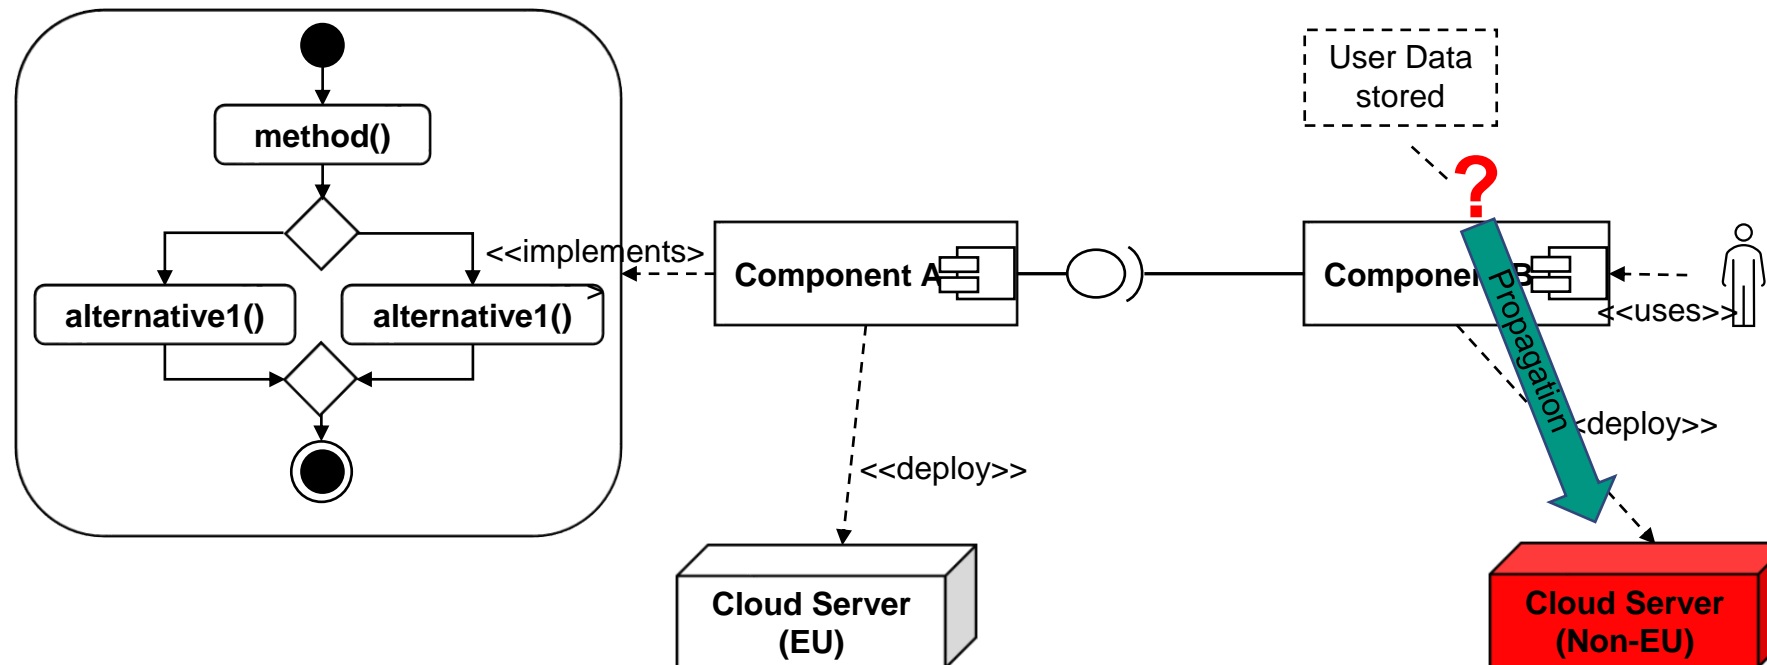 User Data
stored
method()
?
<<implements>
>
Component A
Component B
alternative1()
alternative1()
<<uses>>
Propagation
<deploy>>
<<deploy>>
Cloud Server
(EU)
Cloud Server
(Non-EU)